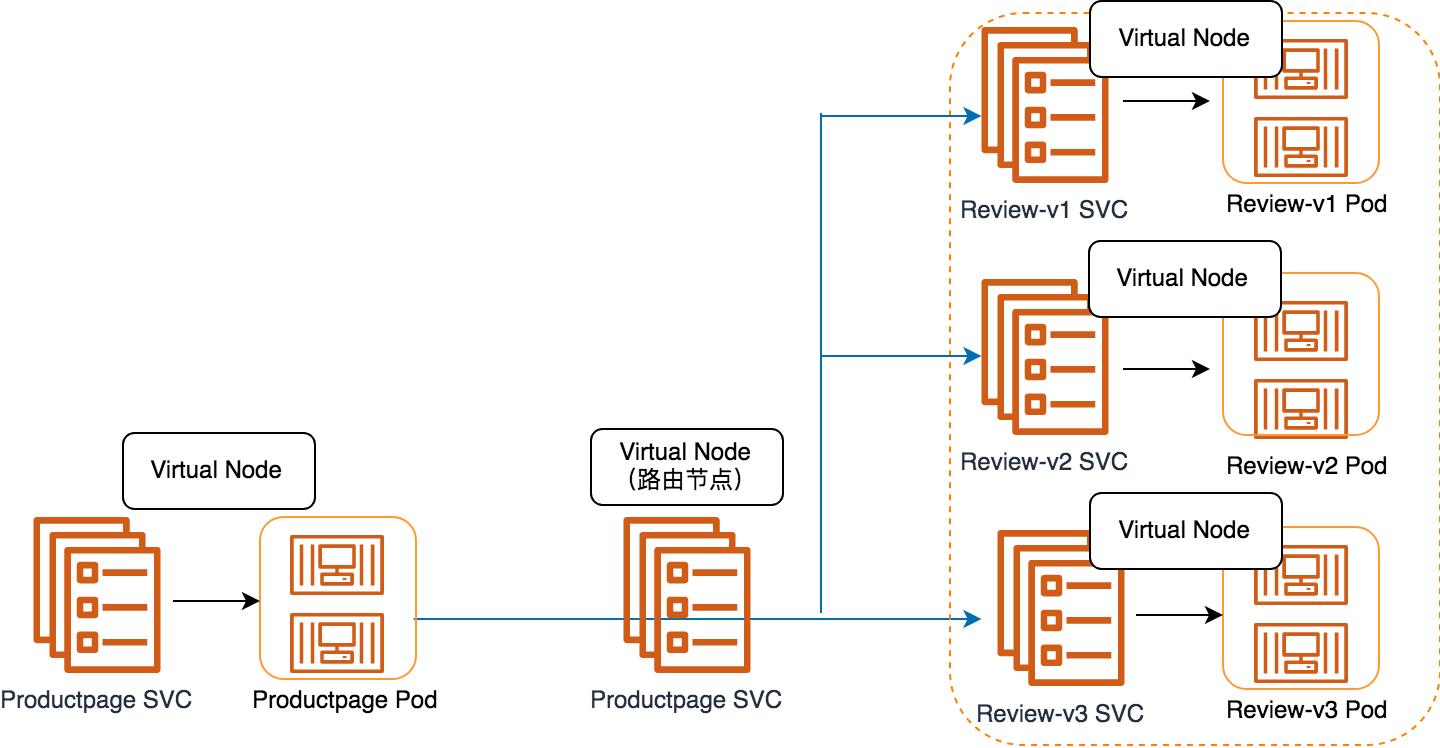 Virtual Node
Review-v1 SVC
Review-v1 Pod
Virtual Node
Review-v2 SVC
Review-v2 Pod
Virtual Node
Productpage SVC
Productpage Pod
Virtual Node
（路由节点）
Productpage SVC
Virtual Node
Review-v3 SVC
Review-v3 Pod